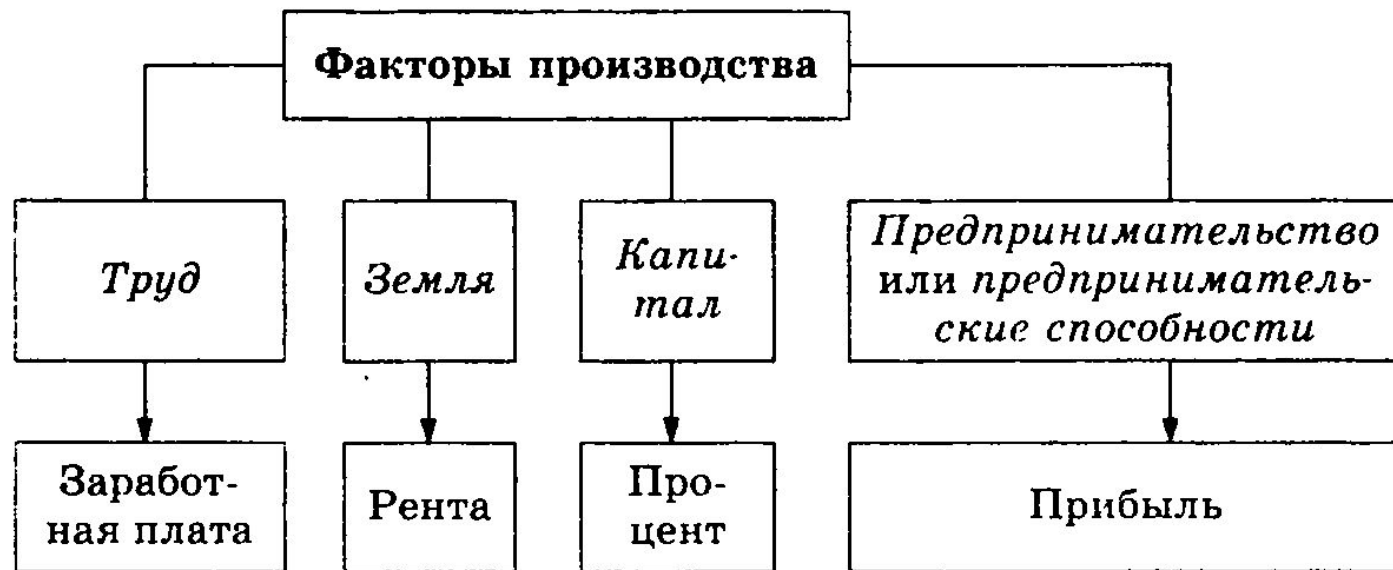 Факторы производства
Труд
Земля
Капи-
тал
Предпринимательство
или предприниматель-
ские способности
Заработ-
ная плата
Рента
Про-
цент
Прибыль